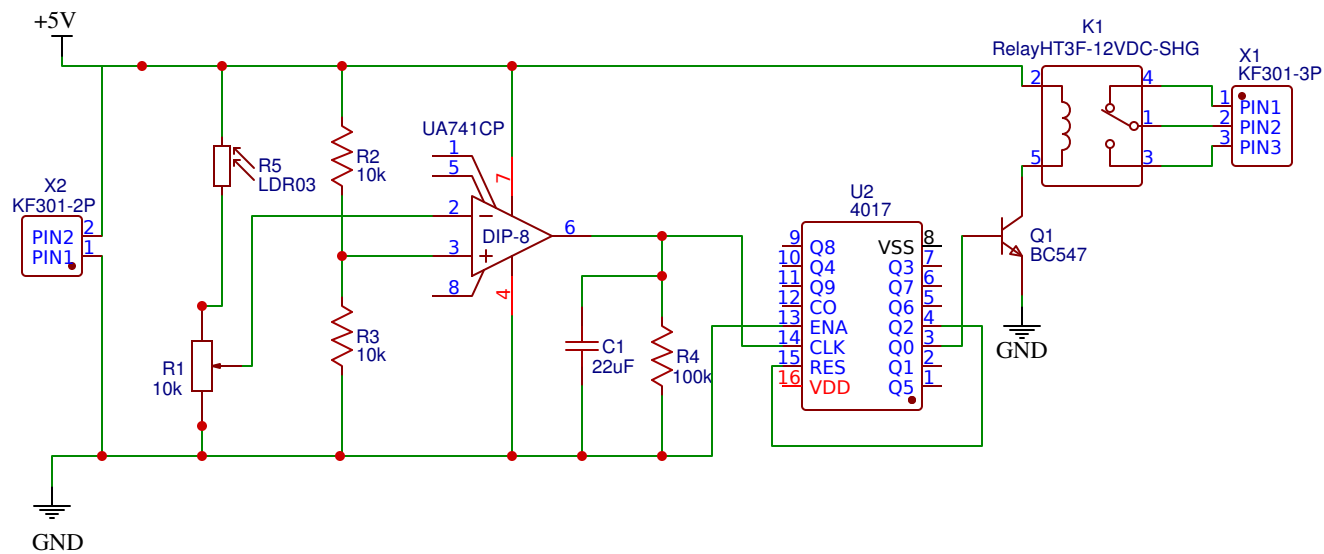 +5V
X2
KF301-2P
PIN2
PIN1
2
1
GND
R5
LDR03
R1
10k
R2
10k
R3
10k
UA741CP
1
5
7
2
3
DIP-8
6
8
4
C1
22uF
R4
100k
U2
4017
9 Q8 VSS 8
10 Q4 Q3 7
11 Q9 Q7 6
12 CO Q6 5
13 ENA Q2 4
14 CLK Q0 3
15 RES Q1 2
16 VDD Q5 1
K1
RelayHT3F-12VDC-SHG
2
4
1
5
3
Q1
BC547
GND
X1
KF301-3P
1 PIN1
2 PIN2
3 PIN3